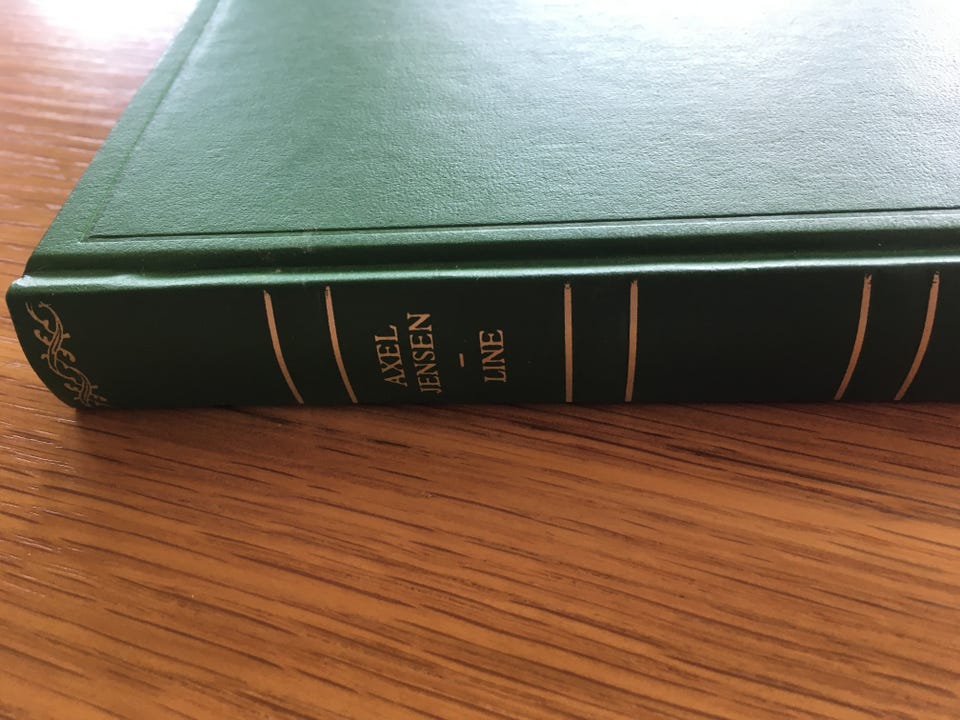 AXEL
JENSEN
-
LINE